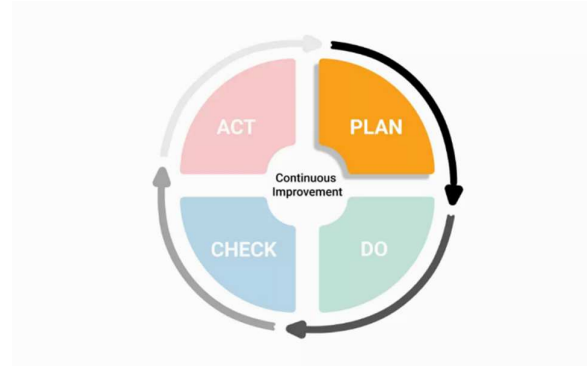 ACT
PLAN
Continuous
Improvement
CHECK
DO